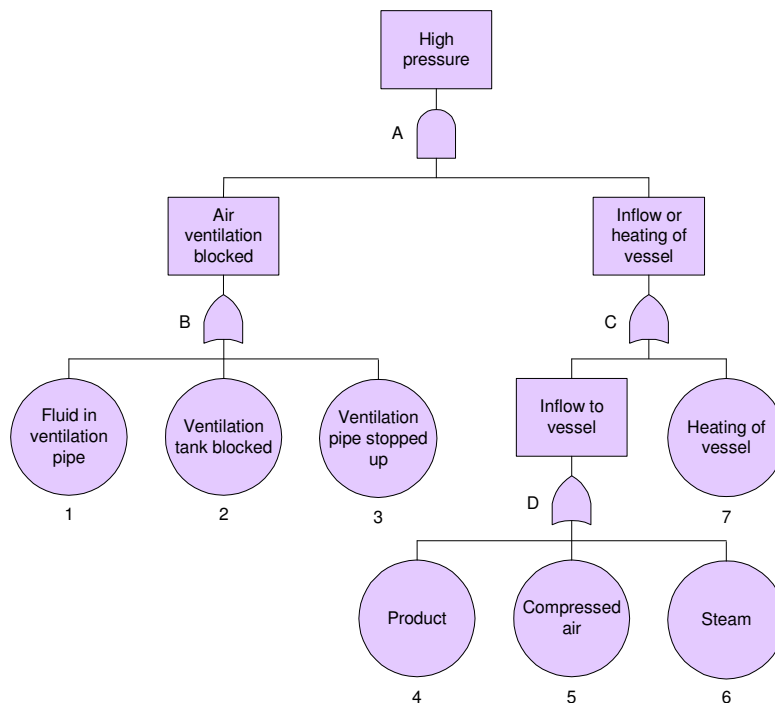 High
pressure
A
Air
ventilation
blocked
Inflow or
heating of
vessel
B
C
Fluid in
ventilation
pipe
Ventilation
tank blocked
Ventilation
pipe stopped
up
Inflow to
vessel
Heating of
vessel
1
2
3
D
7
Product
Compressed
air
Steam
4
5
6